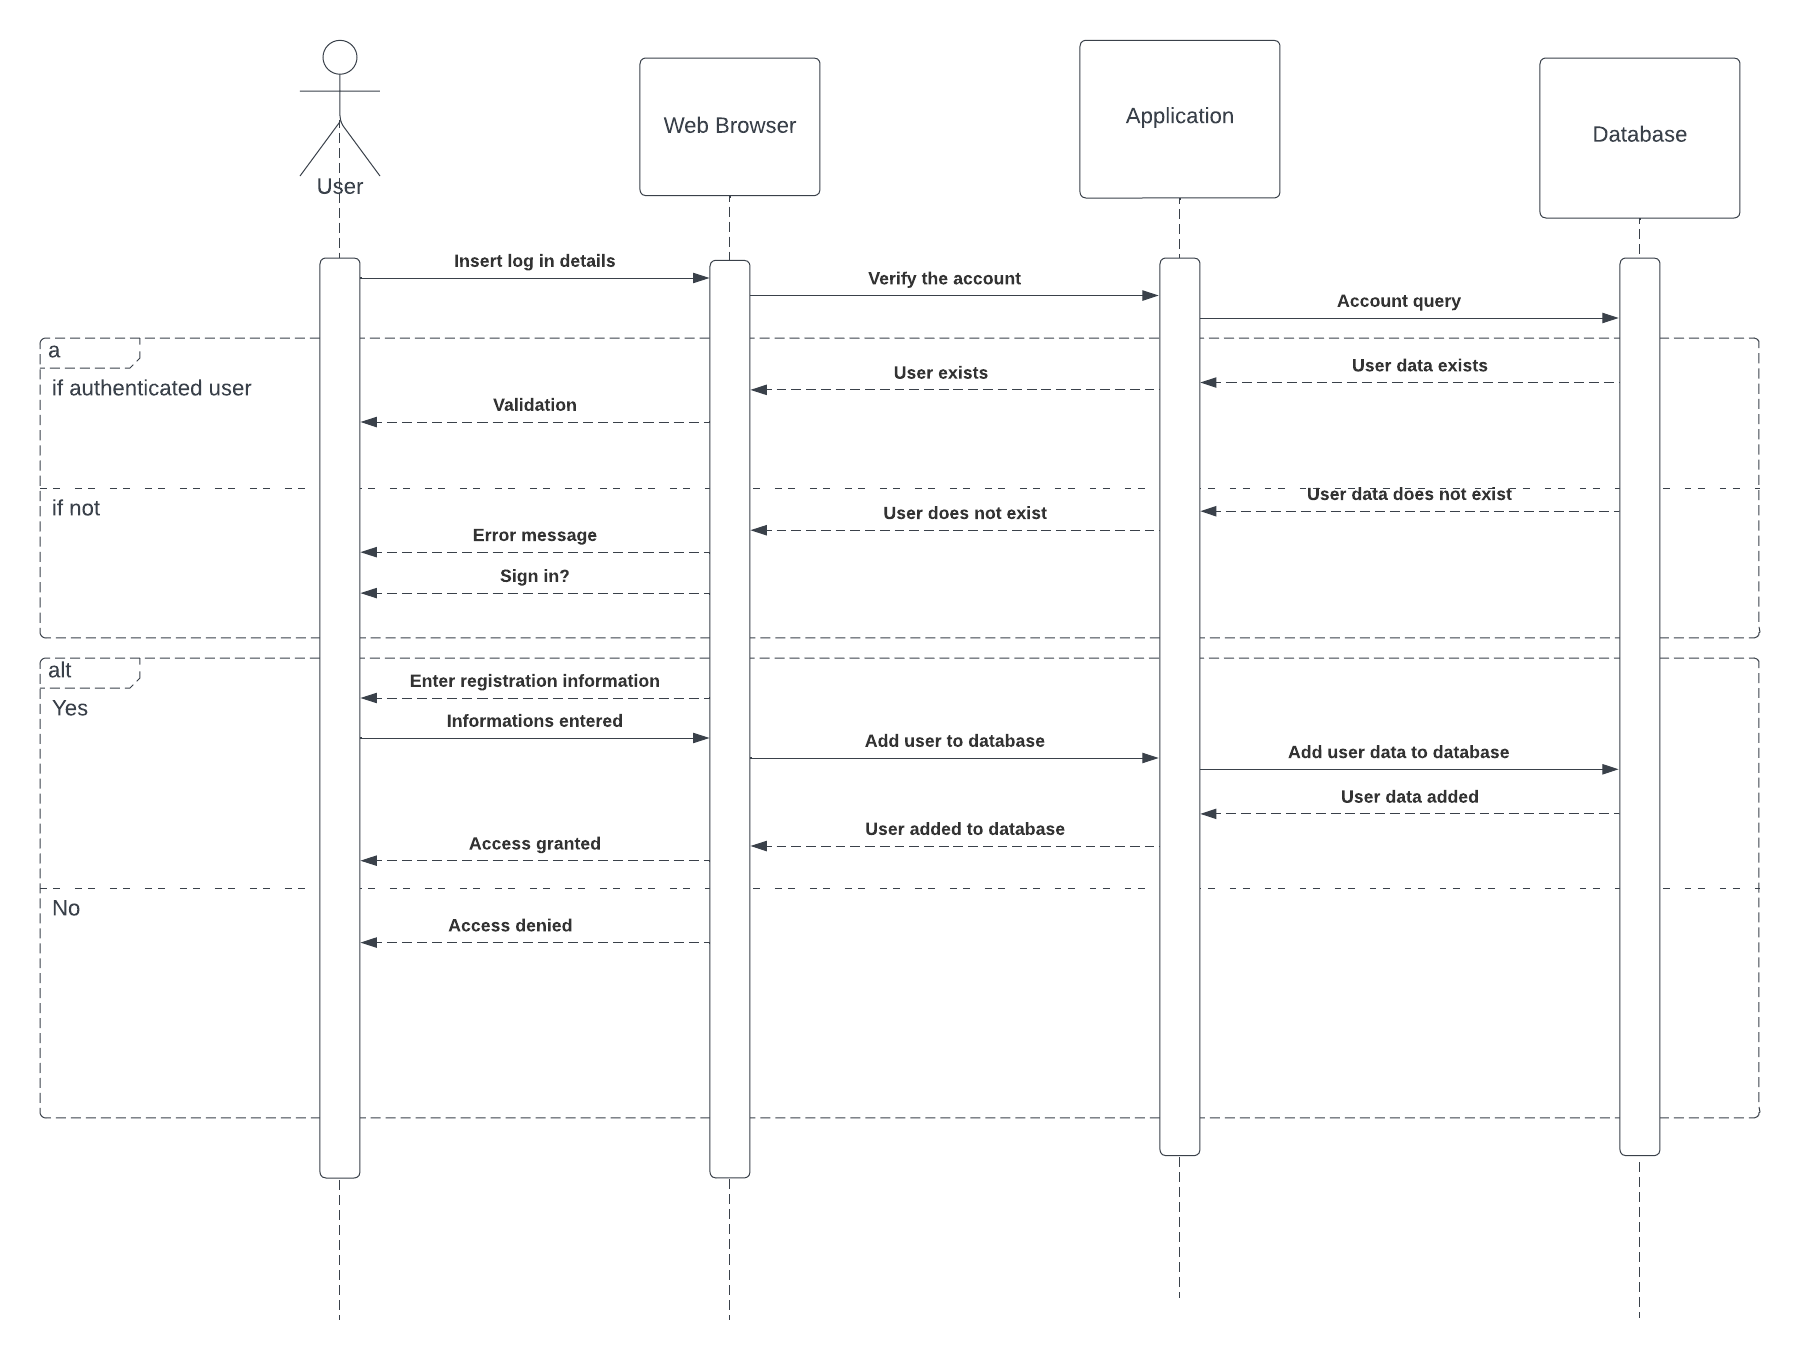 User
Web Browser
Application
Database
Insert log in details
Verify the account
Account query
a
if authenticated user
User data exists
User exists
Validation
if not
User data does not exist
User does not exist
Error message
Sign in?
alt
Yes
Enter registration information
Informations entered
Add user to database
Add user data to database
User data added
User added to database
Access granted
No
Access denied